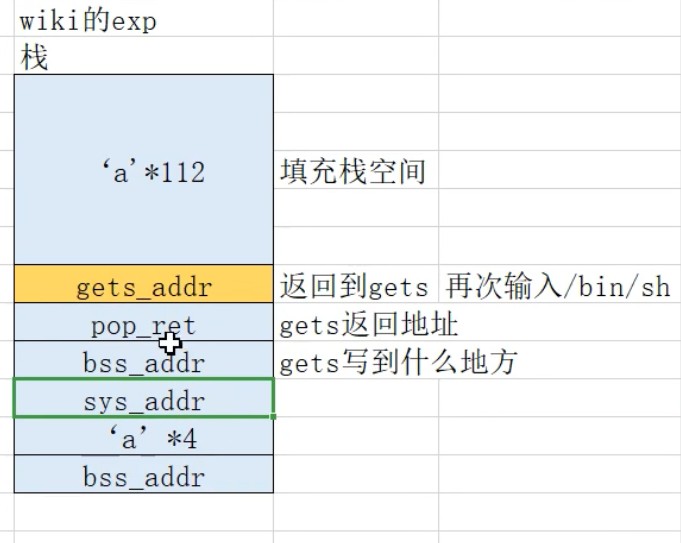 wiki的exp
栈
‘a'*112 填充栈空间
gets_addr 返回到gets 再次输入/bin/sh
pop_ret gets返回地址
bss_addr gets写到什么地方
sys_addr
‘a’ *4
bss_addr